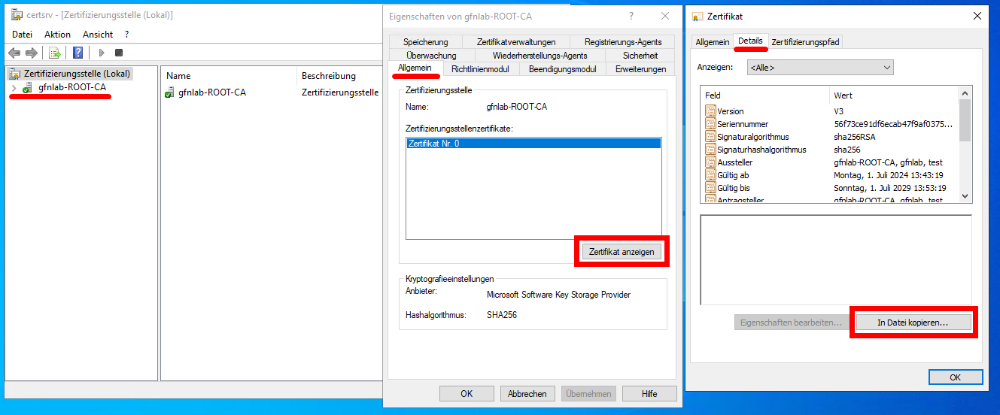 certsrv - [Zertifizierungsstelle (Lokal)]
Datei Aktion Ansicht ?
Zertifizierungsstelle (Lokal)
gfnlab-ROOT-CA
Name Beschreibung
gfnlab-ROOT-CA Zertifizierungsstelle
Eigenschaften von gfnlab-ROOT-CA ?
Speicherung Zertifikatverwaltungen Registrierungs-Agents
Überwachung Wiederherstellungs-Agents Sicherheit
Allgemein Richtlinienmodul Beendigungsmodul Erweiterungen
Zertifizierungsstelle
Name: gfnlab-ROOT-CA
Zertifizierungsstellenzertifikate:
Zertifikat Nr. 0
Zertifikat anzeigen
Kryptografieeinstellungen
Anbieter: Microsoft Software Key Storage Provider
Hashalgorithmus: SHA256
OK Abbrechen Übernehmen Hilfe
Zertifikat
Allgemein Details Zertifizierungspfad
Anzeigen: <Alle>
Feld Wert
Version V3
Seriennummer 56f73ce91df6ecab47f9af0375...
Signaturalgorithmus sha256RSA
Signaturhashalgorithmus sha256
Aussteller gfnlab-ROOT-CA, gfnlab, test
Gültig ab Montag, 1. Juli 2024 13:43:19
Gültig bis Sonntag, 1. Juli 2029 13:53:19
Antragsteller gfnlab-ROOT-CA, gfnlab, test
Eigenschaften bearbeiten... In Datei kopieren...
OK